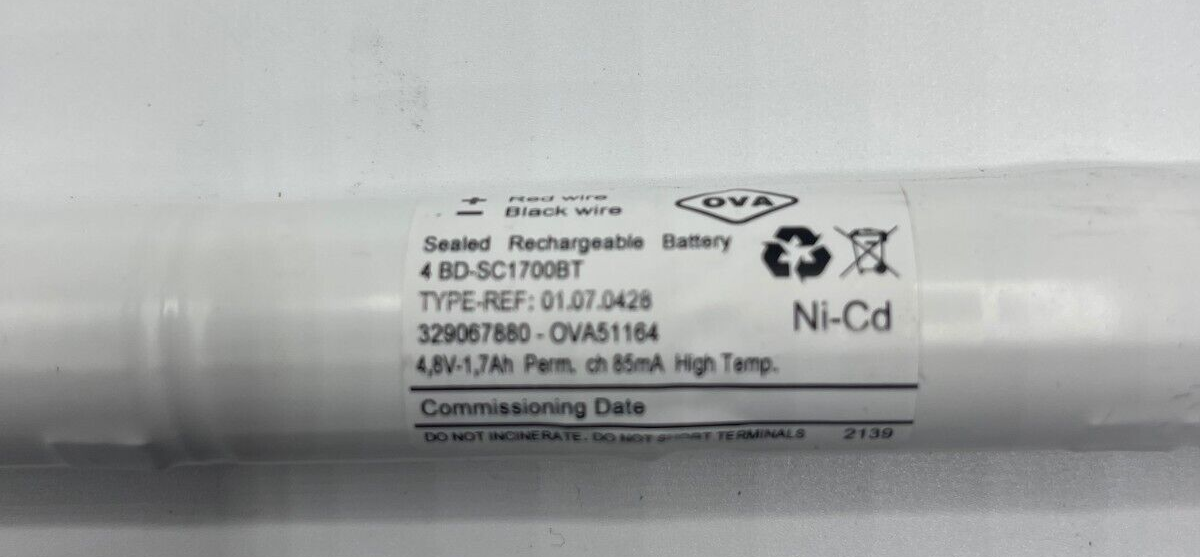 + Red wire
− Black wire
OVA
Sealed Rechargeable Battery
4 BD-SC1700BT
TYPE-REF: 01.07.0428
329067880 - OVA51164
4,8V-1,7Ah Perm. ch 85mA High Temp.
Ni-Cd
Commissioning Date
DO NOT INCINERATE. DO NOT SHORT TERMINALS 2139